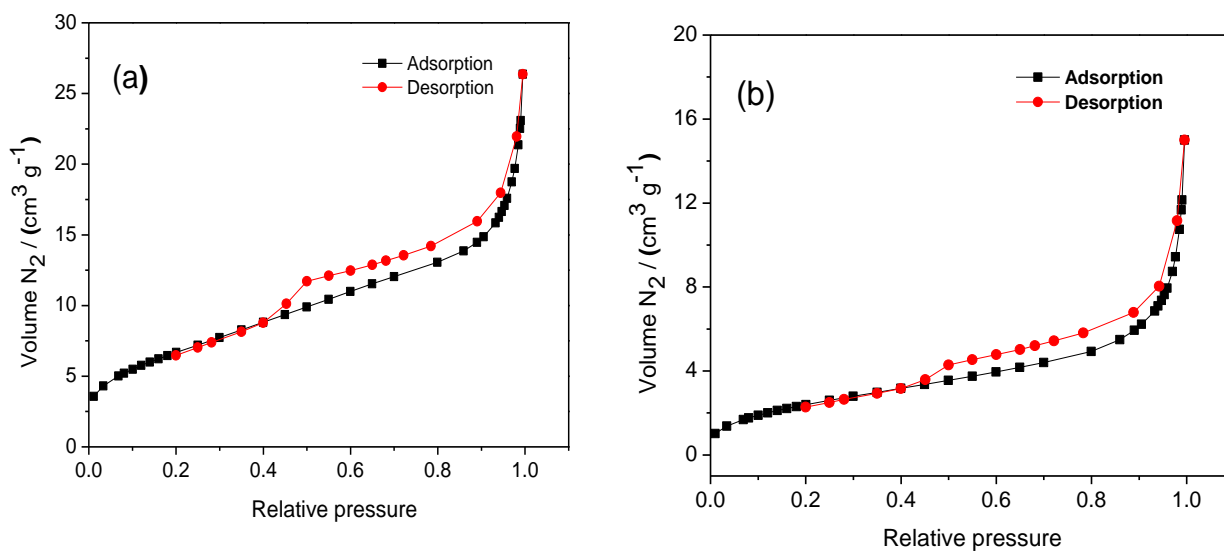 (a)
Adsorption
Desorption
Volume N2 / (cm3 g-1)
30
25
20
15
10
5
0
0.0 0.2 0.4 0.6 0.8 1.0
Relative pressure
(b)
Adsorption
Desorption
Volume N2 / (cm3 g-1)
20
16
12
8
4
0
0.0 0.2 0.4 0.6 0.8 1.0
Relative pressure